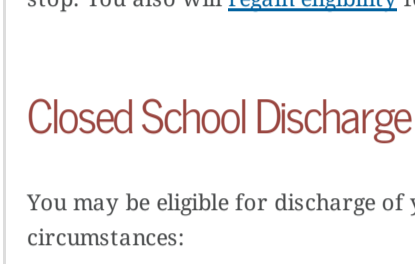 stop. You also will regain eligibility
Closed School Discharge
You may be eligible for discharge of
circumstances: